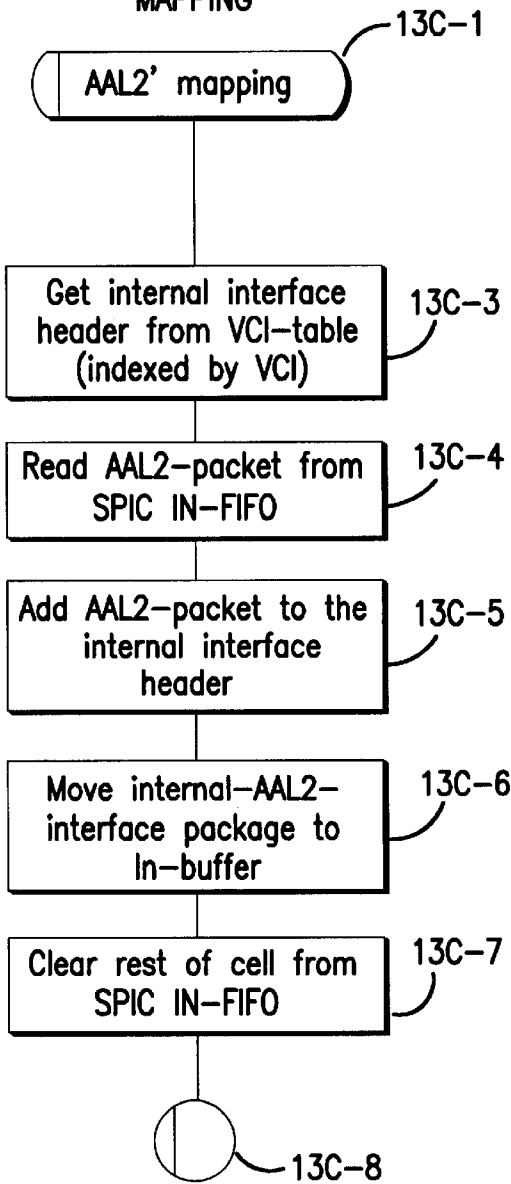 MAPPING
13C-1
AAL2' mapping
Get internal interface
header from VCI-table
(indexed by VCI)
13C-3
Read AAL2-packet from
SPIC IN-FIFO
13C-4
Add AAL2-packet to the
internal interface
header
13C-5
Move internal-AAL2-
interface package to
In-buffer
13C-6
Clear rest of cell from
SPIC IN-FIFO
13C-7
13C-8